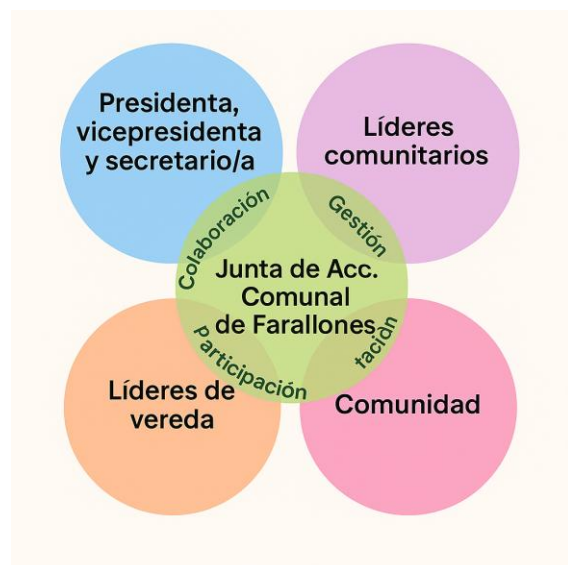 Presidenta,
vicepresidenta
y secretario/a
Líderes
comunitarios
Colaboración
Gestión
Junta de Acc.
Comunal
de Farallones
Participación
tación
Líderes de
vereda
Comunidad